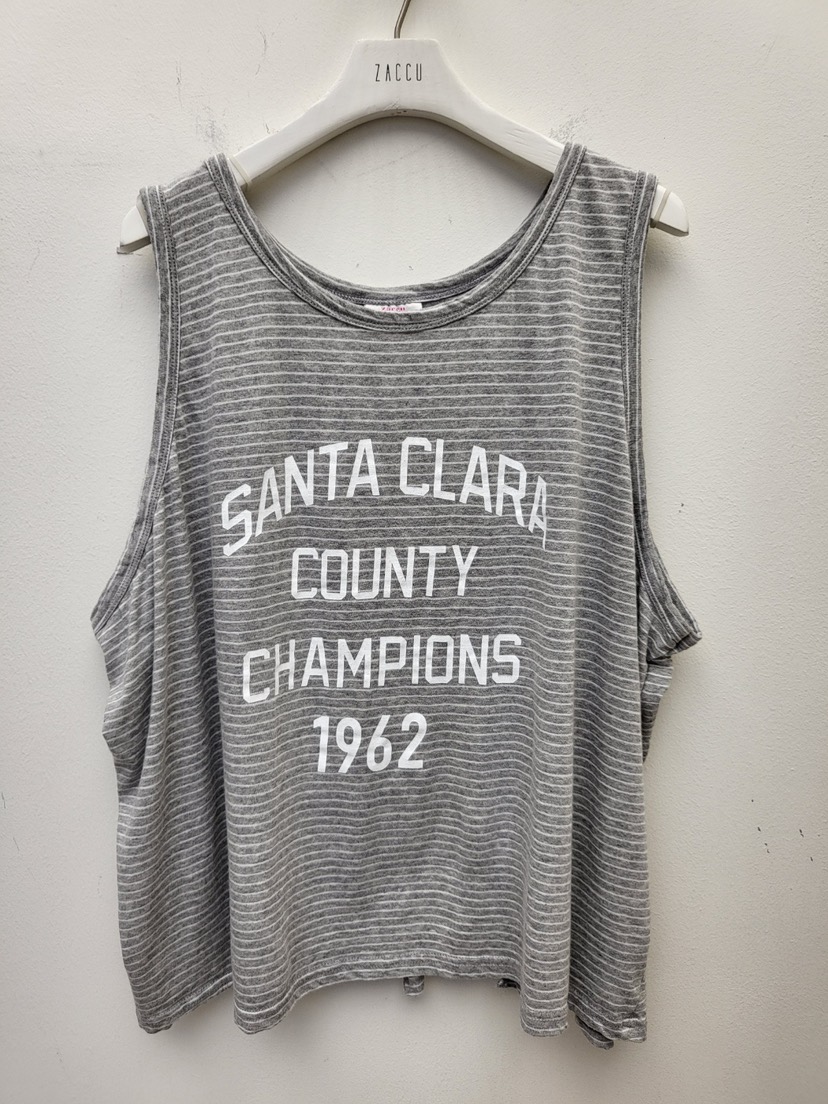 ZACCU
SANTA CLARA
COUNTY
CHAMPIONS
1962